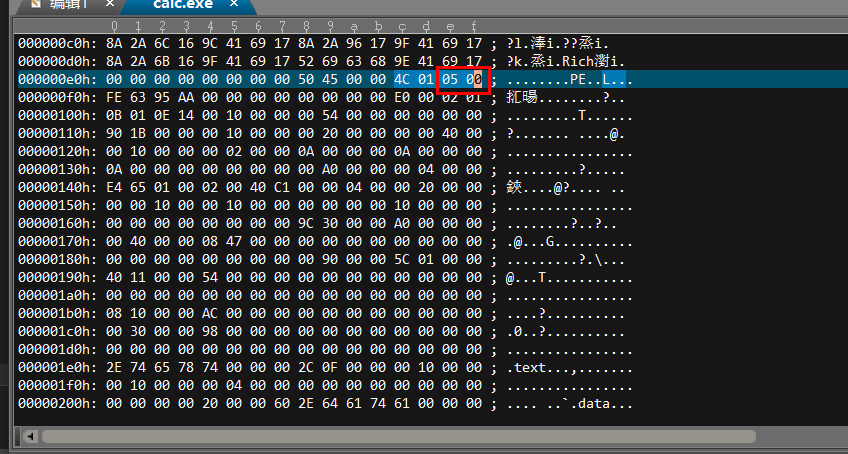 编辑1 × calc.exe ×
0 1 2 3 4 5 6 7 8 9 a b c d e f
000000c0h: 8A 2A 6C 16 9C 41 69 17 8A 2A 96 17 9F 41 69 17 ; ?l.渀i.??烝i.
000000d0h: 8A 2A 6B 16 9F 41 69 17 52 69 63 68 9E 41 69 17 ; ?k.烝i.Rich濧i.
000000e0h: 00 00 00 00 00 00 00 00 50 45 00 00 4C 01 05 00 ; ........PE..L...
000000f0h: FE 63 95 AA 00 00 00 00 00 00 00 00 E0 00 02 01 ; ........?..
00000100h: 0B 01 0E 14 00 10 00 00 00 54 00 00 00 00 00 00 ; .........T......
00000110h: 90 1B 00 00 00 10 00 00 00 20 00 00 00 00 40 00 ; ?....... ....@.
00000120h: 00 10 00 00 00 02 00 00 0A 00 00 00 0A 00 00 00 ; ................
00000130h: 0A 00 00 00 00 00 00 00 00 A0 00 00 00 04 00 00 ; .........?.....
00000140h: E4 65 01 00 02 00 40 C1 00 00 04 00 00 20 00 00 ; 鋏....@?.... ..
00000150h: 00 00 10 00 00 10 00 00 00 00 00 00 10 00 00 00 ; ................
00000160h: 00 00 00 00 00 00 00 00 9C 30 00 00 A0 00 00 00 ; ........?..?..
00000170h: 00 40 00 00 08 47 00 00 00 00 00 00 00 00 00 00 ; .@...G..........
00000180h: 00 00 00 00 00 00 00 00 00 90 00 00 5C 01 00 00 ; .........?.\...
00000190h: 40 11 00 00 54 00 00 00 00 00 00 00 00 00 00 00 ; @...T...........
000001a0h: 00 00 00 00 00 00 00 00 00 00 00 00 00 00 00 00 ; ................
000001b0h: 08 10 00 00 AC 00 00 00 00 00 00 00 00 00 00 00 ; ....?..........
000001c0h: 00 30 00 00 98 00 00 00 00 00 00 00 00 00 00 00 ; .0..?..........
000001d0h: 00 00 00 00 00 00 00 00 00 00 00 00 00 00 00 00 ; ................
000001e0h: 2E 74 65 78 74 00 00 00 2C 0F 00 00 00 10 00 00 ; .text...,.......
000001f0h: 00 10 00 00 00 04 00 00 00 00 00 00 00 00 00 00 ; ................
00000200h: 00 00 00 00 20 00 00 60 2E 64 61 74 61 00 00 00 ; .... ..`.data...